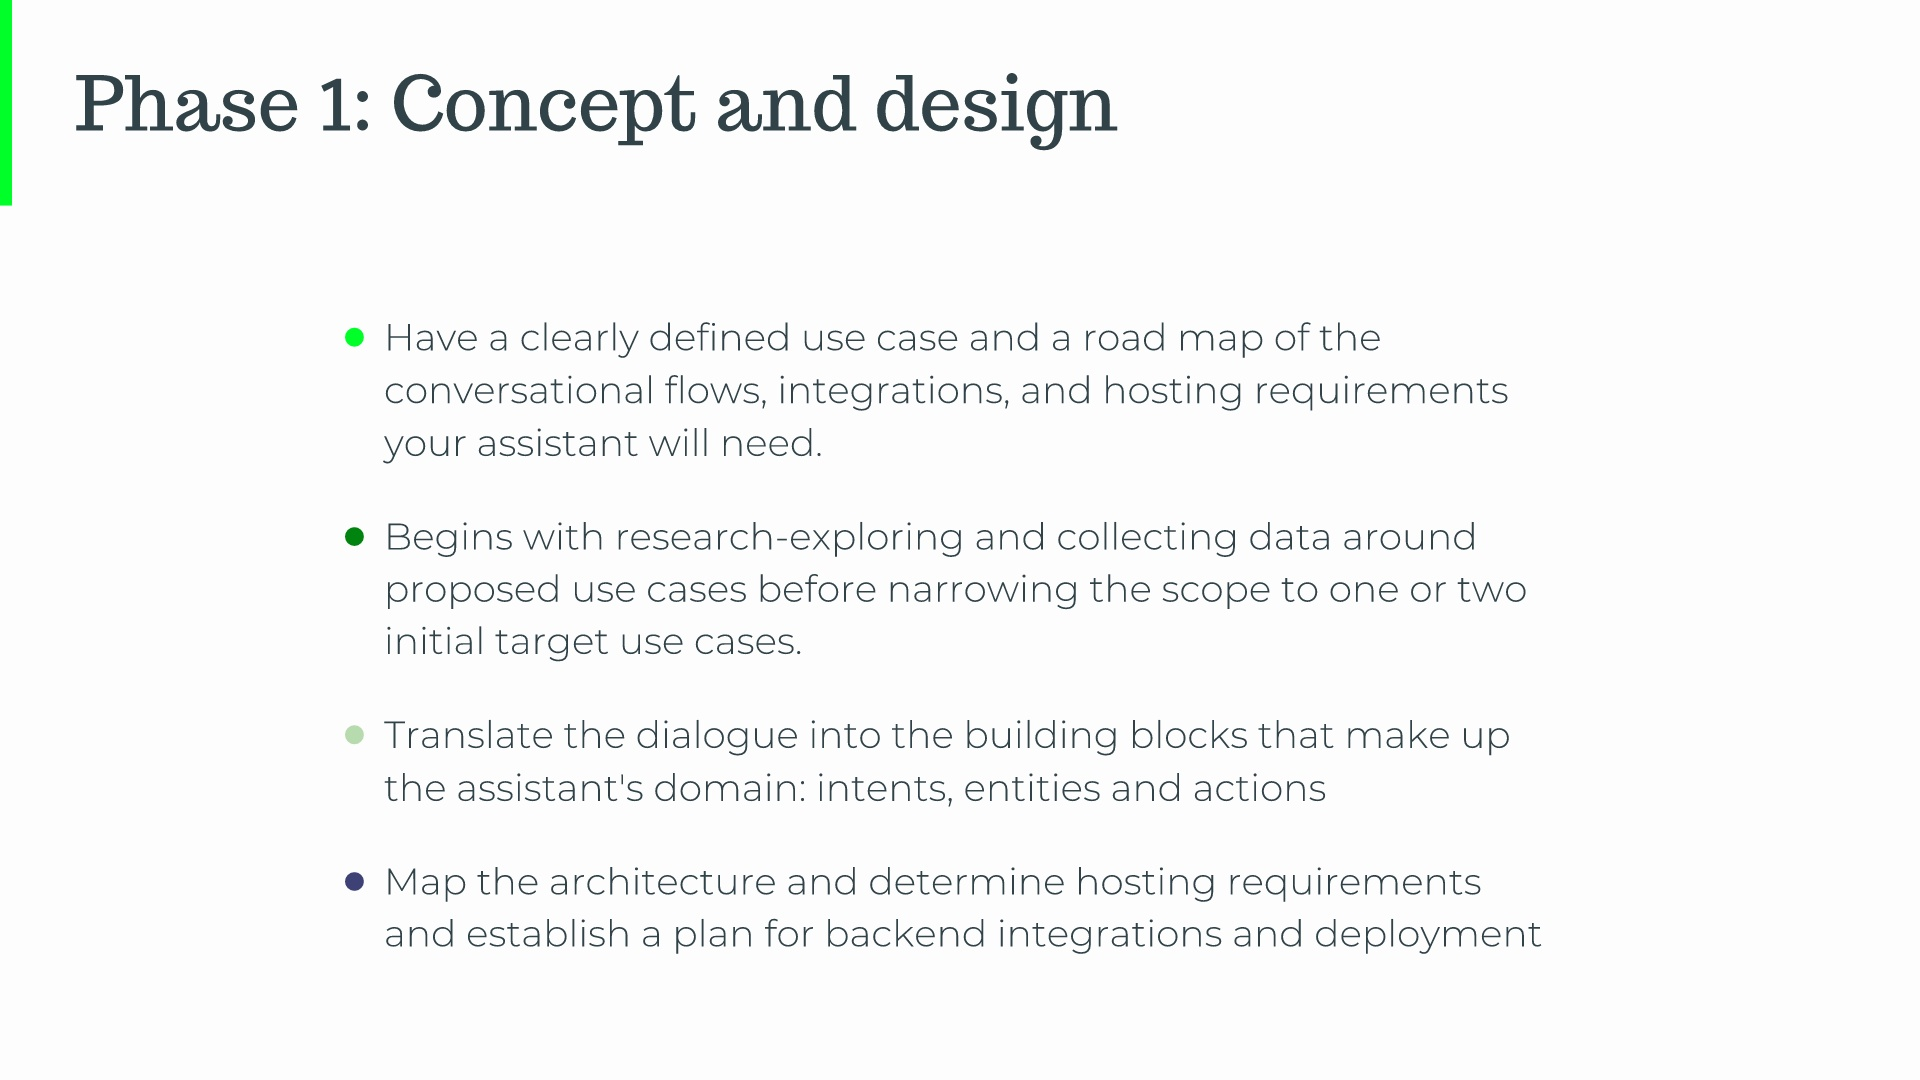 Phase 1: Concept and design
Have a clearly defined use case and a road map of the
conversational flows, integrations, and hosting requirements
your assistant will need.
Begins with research-exploring and collecting data around
proposed use cases before narrowing the scope to one or two
initial target use cases.
Translate the dialogue into the building blocks that make up
the assistant's domain: intents, entities and actions
Map the architecture and determine hosting requirements
and establish a plan for backend integrations and deployment